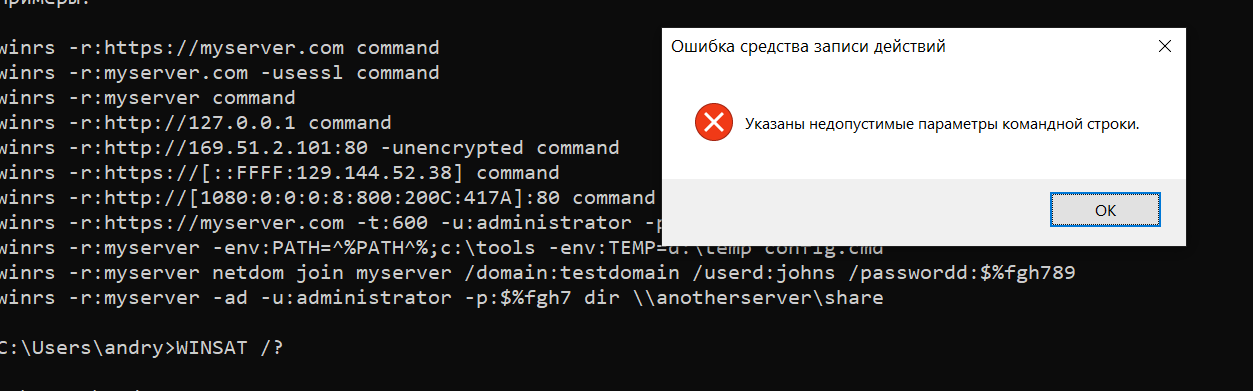 winrs -r:https://myserver.com command
winrs -r:myserver.com -usessl command
winrs -r:myserver command
winrs -r:http://127.0.0.1 command
winrs -r:http://169.51.2.101:80 -unencrypted command
winrs -r:https://[::FFFF:129.144.52.38] command
winrs -r:http://[1080:0:0:0:8:800:200C:417A]:80 command
winrs -r:https://myserver.com -t:600 -u:administrator
winrs -r:myserver -env:PATH=^%PATH^%;c:\tools -env:TEMP=d:\temp config.cmd
winrs -r:myserver netdom join myserver /domain:testdomain /userd:johns /passwordd:$%fgh789
winrs -r:myserver -ad -u:administrator -p:$%fgh7 dir \\anotherserver\share
C:\Users\andry>WINSAT /?
Ошибка средства записи действий
Указаны недопустимые параметры командной строки.
ОК